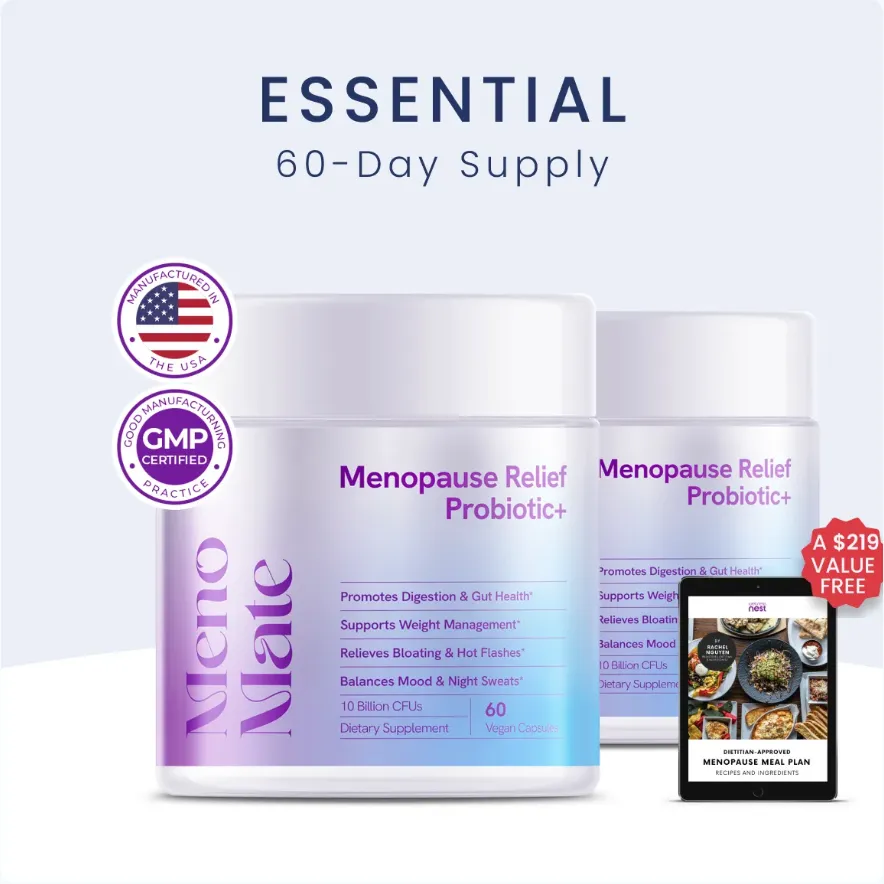 ESSENTIAL
60-Day Supply
MANUFACTURED IN
THE USA
GOOD MANUFACTURNING
GMP
CERTIFIED
PRACTICE
Meno
Mate
Menopause Relief
Probiotic+
Promotes Digestion & Gut Health*
Supports Weight Management*
Relieves Bloating & Hot Flashes*
Balances Mood & Night Sweats*
10 Billion CFUs
Dietary Supplement
60
Vegan Capsules
Menopause Relief
Probiotic+
Promotes Digestion & Gut Health*
Supports Weigh
Relieves Bloatin
Balances Mood
10 Billion CFUs
Dietary Suppleme
A $219
VALUE
FREE
nest
BY
RACHEL
NGUYEN
DIETITIAN-APPROVED
MENOPAUSE MEAL PLAN
RECIPES AND INGREDIENTS